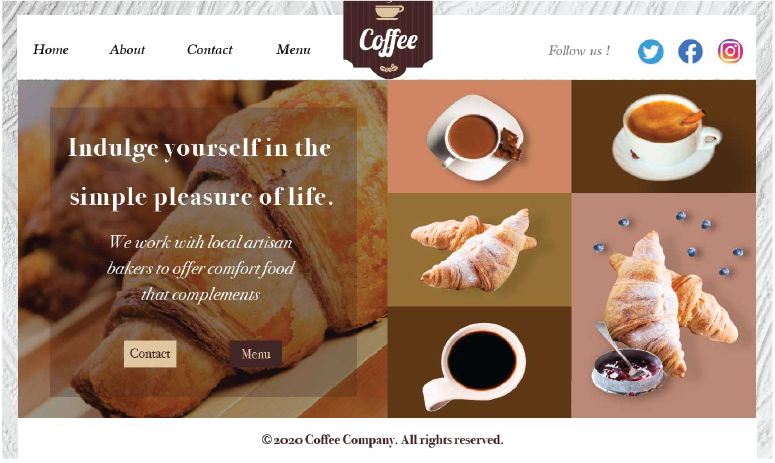 Home About Contact Menu
Coffee
Follow us !
Indulge yourself in the
simple pleasure of life.
We work with local artisan
bakers to offer comfort food
that complements
Contact Menu
© 2020 Coffee Company. All rights reserved.